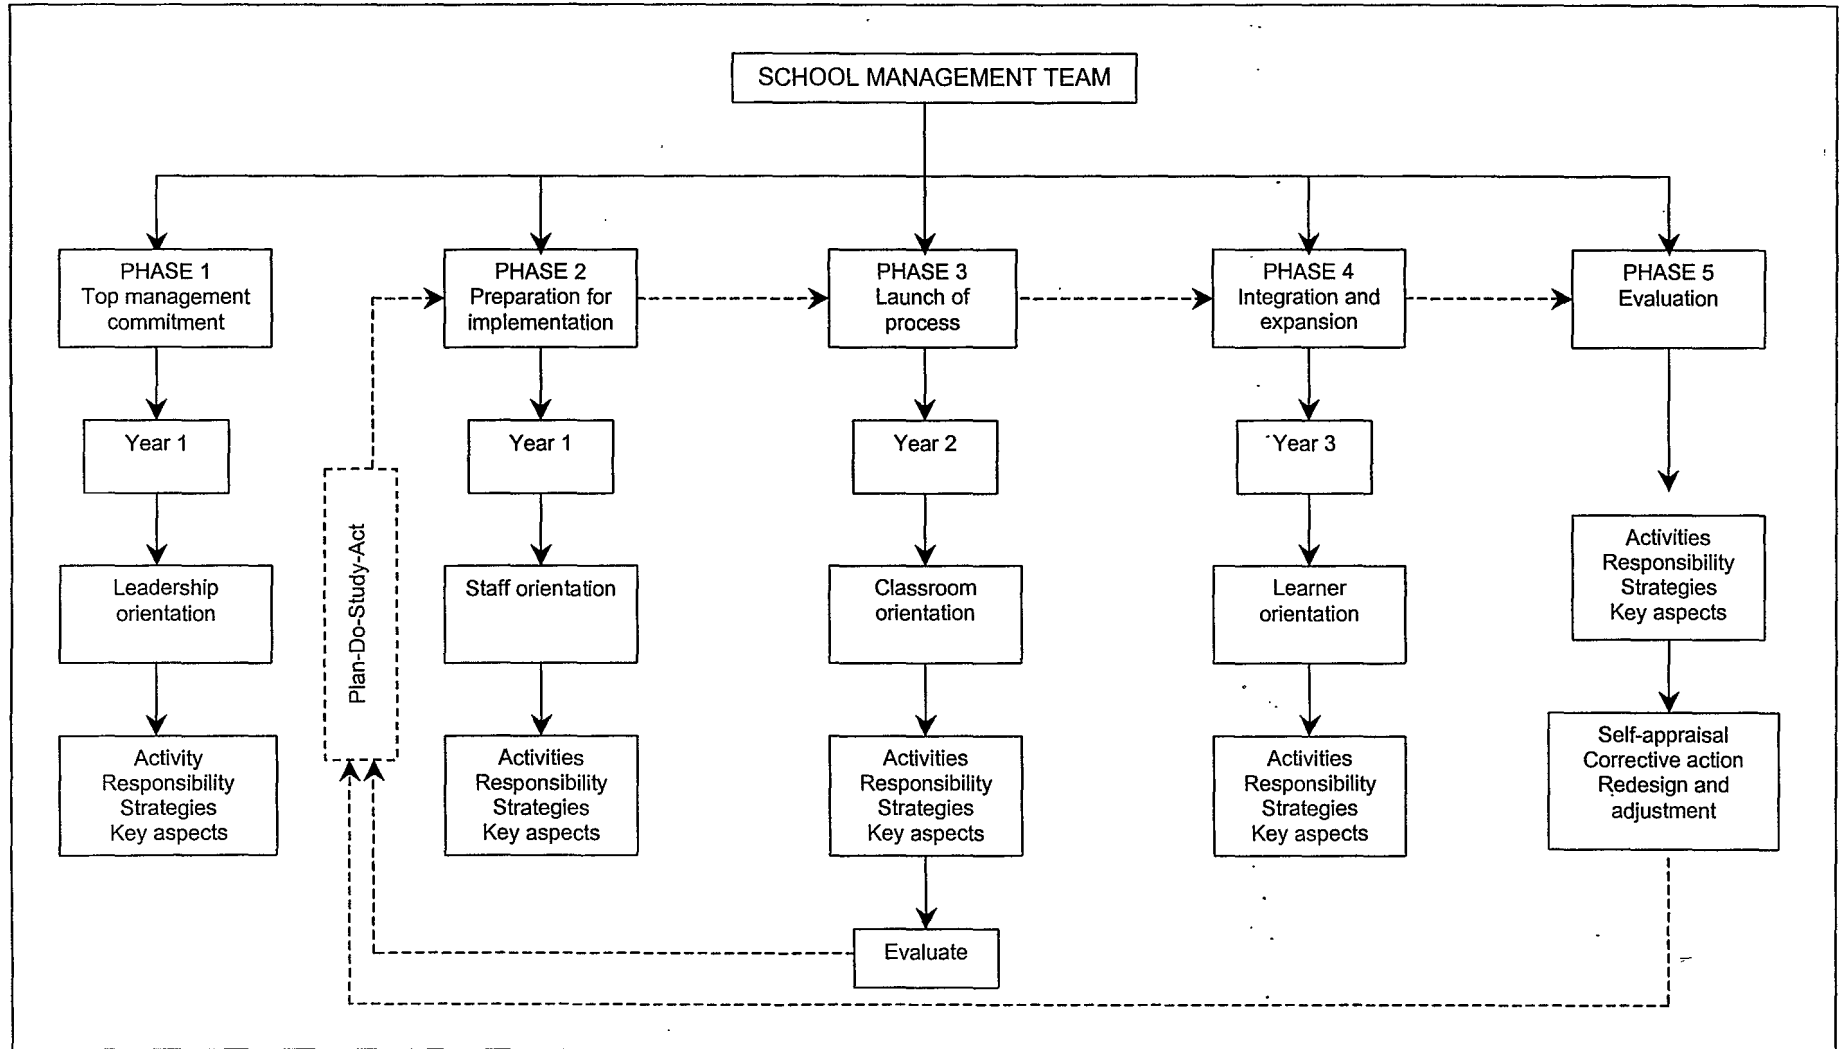 SCHOOL MANAGEMENT TEAM
PHASE 1
Top management
commitment
PHASE 2
Preparation for
implementation
PHASE 3
Launch of
process
PHASE 4
Integration and
expansion
PHASE 5
Evaluation
Year 1
Year 1
Year 2
Year 3
Plan-Do-Study-Act
Leadership
orientation
Staff orientation
Classroom
orientation
Learner
orientation
Activities
Responsibility
Strategies
Key aspects
Activity
Responsibility
Strategies
Key aspects
Activities
Responsibility
Strategies
Key aspects
Activities
Responsibility
Strategies
Key aspects
Activities
Responsibility
Strategies
Key aspects
Self-appraisal
Corrective action
Redesign and
adjustment
Evaluate